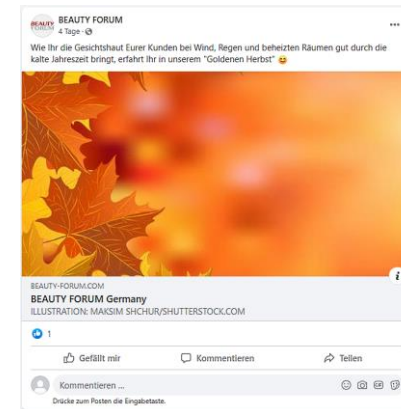 BEAUTY FORUM
BEAUTY FORUM
4 Tage
Wie Ihr die Gesichtshaut Eurer Kunden bei Wind, Regen und beheizten Räumen gut durch die
kalte Jahreszeit bringt, erfahrt Ihr in unserem "Goldenen Herbst"
BEAUTY-FORUM.COM
BEAUTY FORUM Germany
ILLUSTRATION: MAKSIM SHCHUR/SHUTTERSTOCK.COM
1
Gefällt mir
Kommentieren
Teilen
Kommentieren ...
GIF
Drücke zum Posten die Eingabetaste.